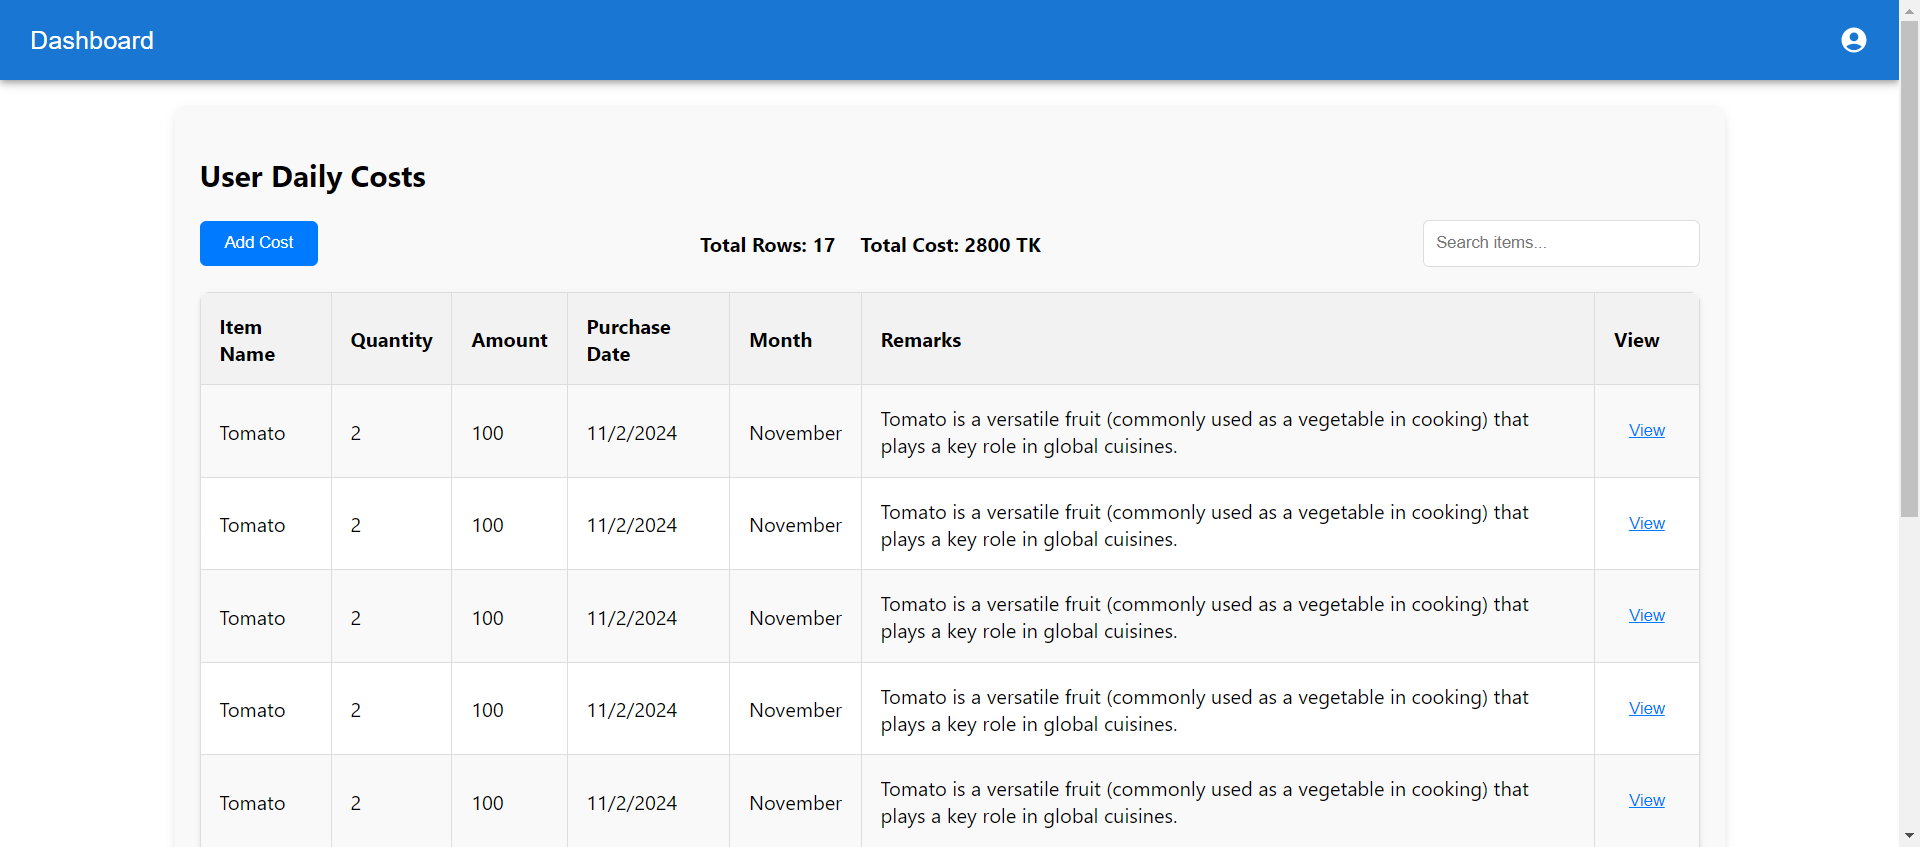 Dashboard
User Daily Costs
Add Cost
Total Rows: 17 Total Cost: 2800 TK
Search items...
Item Name Quantity Amount Purchase Date Month Remarks View
Tomato 2 100 11/2/2024 November Tomato is a versatile fruit (commonly used as a vegetable in cooking) that
plays a key role in global cuisines. View
Tomato 2 100 11/2/2024 November Tomato is a versatile fruit (commonly used as a vegetable in cooking) that
plays a key role in global cuisines. View
Tomato 2 100 11/2/2024 November Tomato is a versatile fruit (commonly used as a vegetable in cooking) that
plays a key role in global cuisines. View
Tomato 2 100 11/2/2024 November Tomato is a versatile fruit (commonly used as a vegetable in cooking) that
plays a key role in global cuisines. View
Tomato 2 100 11/2/2024 November Tomato is a versatile fruit (commonly used as a vegetable in cooking) that
plays a key role in global cuisines. View